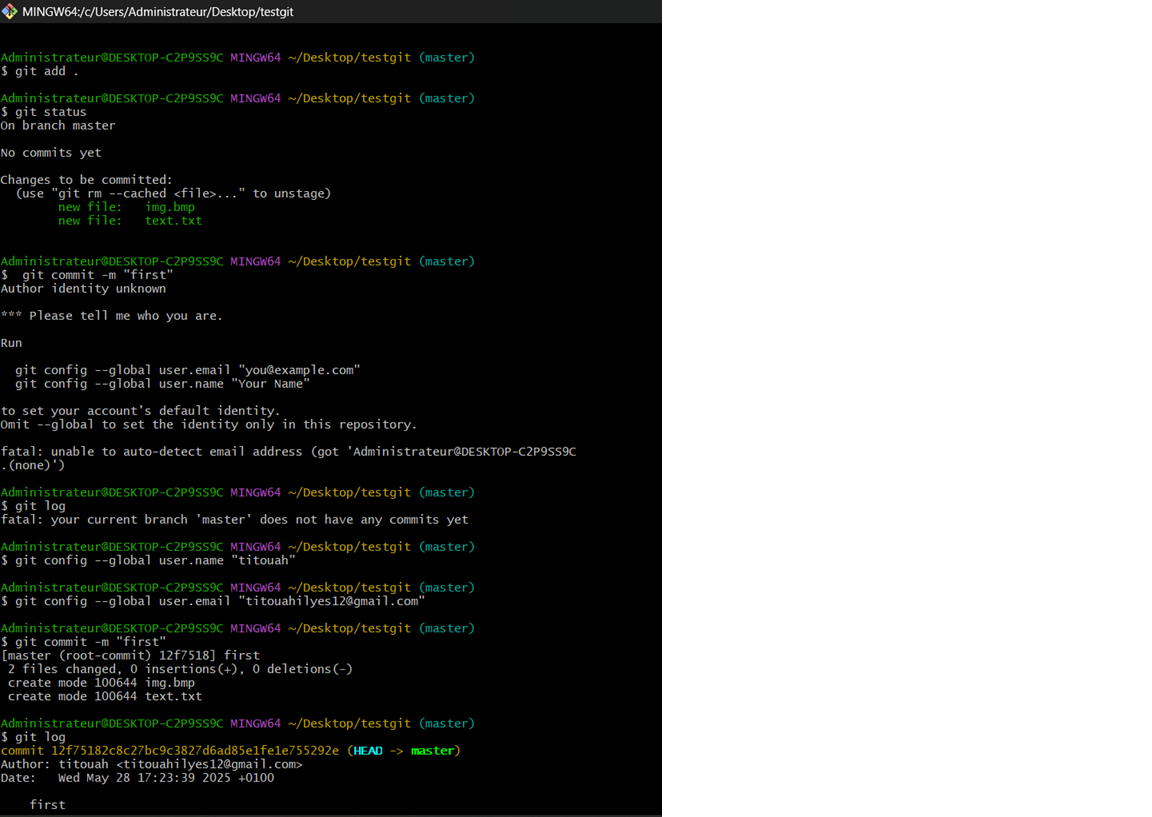 MINGW64:/c/Users/Administrateur/Desktop/testgit
Administrateur@DESKTOP-C2P9SS9C MINGW64 ~/Desktop/testgit (master)
$ git add .
Administrateur@DESKTOP-C2P9SS9C MINGW64 ~/Desktop/testgit (master)
$ git status
On branch master
No commits yet
Changes to be committed:
  (use "git rm --cached <file>..." to unstage)
        new file:   img.bmp
        new file:   text.txt
Administrateur@DESKTOP-C2P9SS9C MINGW64 ~/Desktop/testgit (master)
$  git commit -m "first"
Author identity unknown
*** Please tell me who you are.
Run
  git config --global user.email "you@example.com"
  git config --global user.name "Your Name"
to set your account's default identity.
Omit --global to set the identity only in this repository.
fatal: unable to auto-detect email address (got 'Administrateur@DESKTOP-C2P9SS9C
.(none)')
Administrateur@DESKTOP-C2P9SS9C MINGW64 ~/Desktop/testgit (master)
$ git log
fatal: your current branch 'master' does not have any commits yet
Administrateur@DESKTOP-C2P9SS9C MINGW64 ~/Desktop/testgit (master)
$ git config --global user.name "titouah"
Administrateur@DESKTOP-C2P9SS9C MINGW64 ~/Desktop/testgit (master)
$ git config --global user.email "titouahilyes12@gmail.com"
Administrateur@DESKTOP-C2P9SS9C MINGW64 ~/Desktop/testgit (master)
$ git commit -m "first"
[master (root-commit) 12f7518] first
 2 files changed, 0 insertions(+), 0 deletions(-)
 create mode 100644 img.bmp
 create mode 100644 text.txt
Administrateur@DESKTOP-C2P9SS9C MINGW64 ~/Desktop/testgit (master)
$ git log
commit 12f75182c8c27bc9c3827d6ad85e1fe1e755292e (HEAD -> master)
Author: titouah <titouahilyes12@gmail.com>
Date:   Wed May 28 17:23:39 2025 +0100
    first